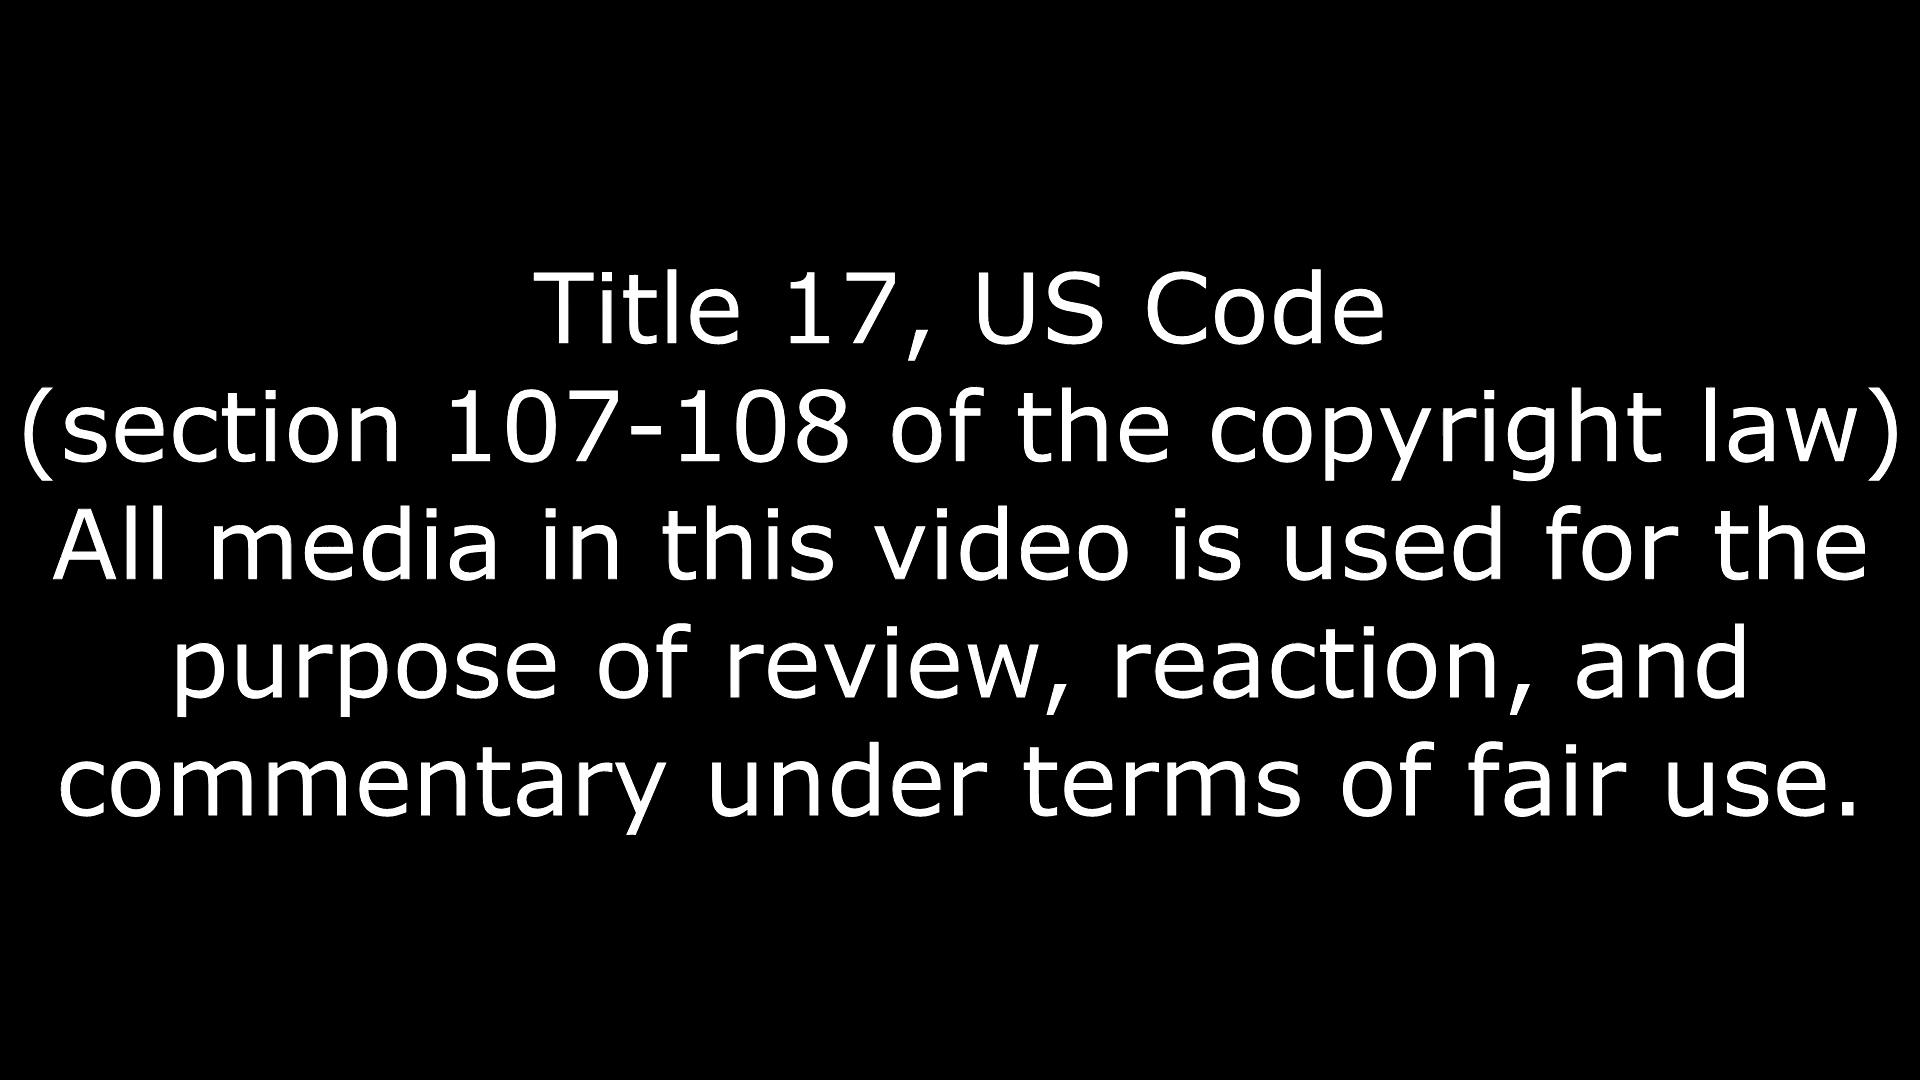 Title 17, US Code
(section 107-108 of the copyright law)
All media in this video is used for the
purpose of review, reaction, and
commentary under terms of fair use.